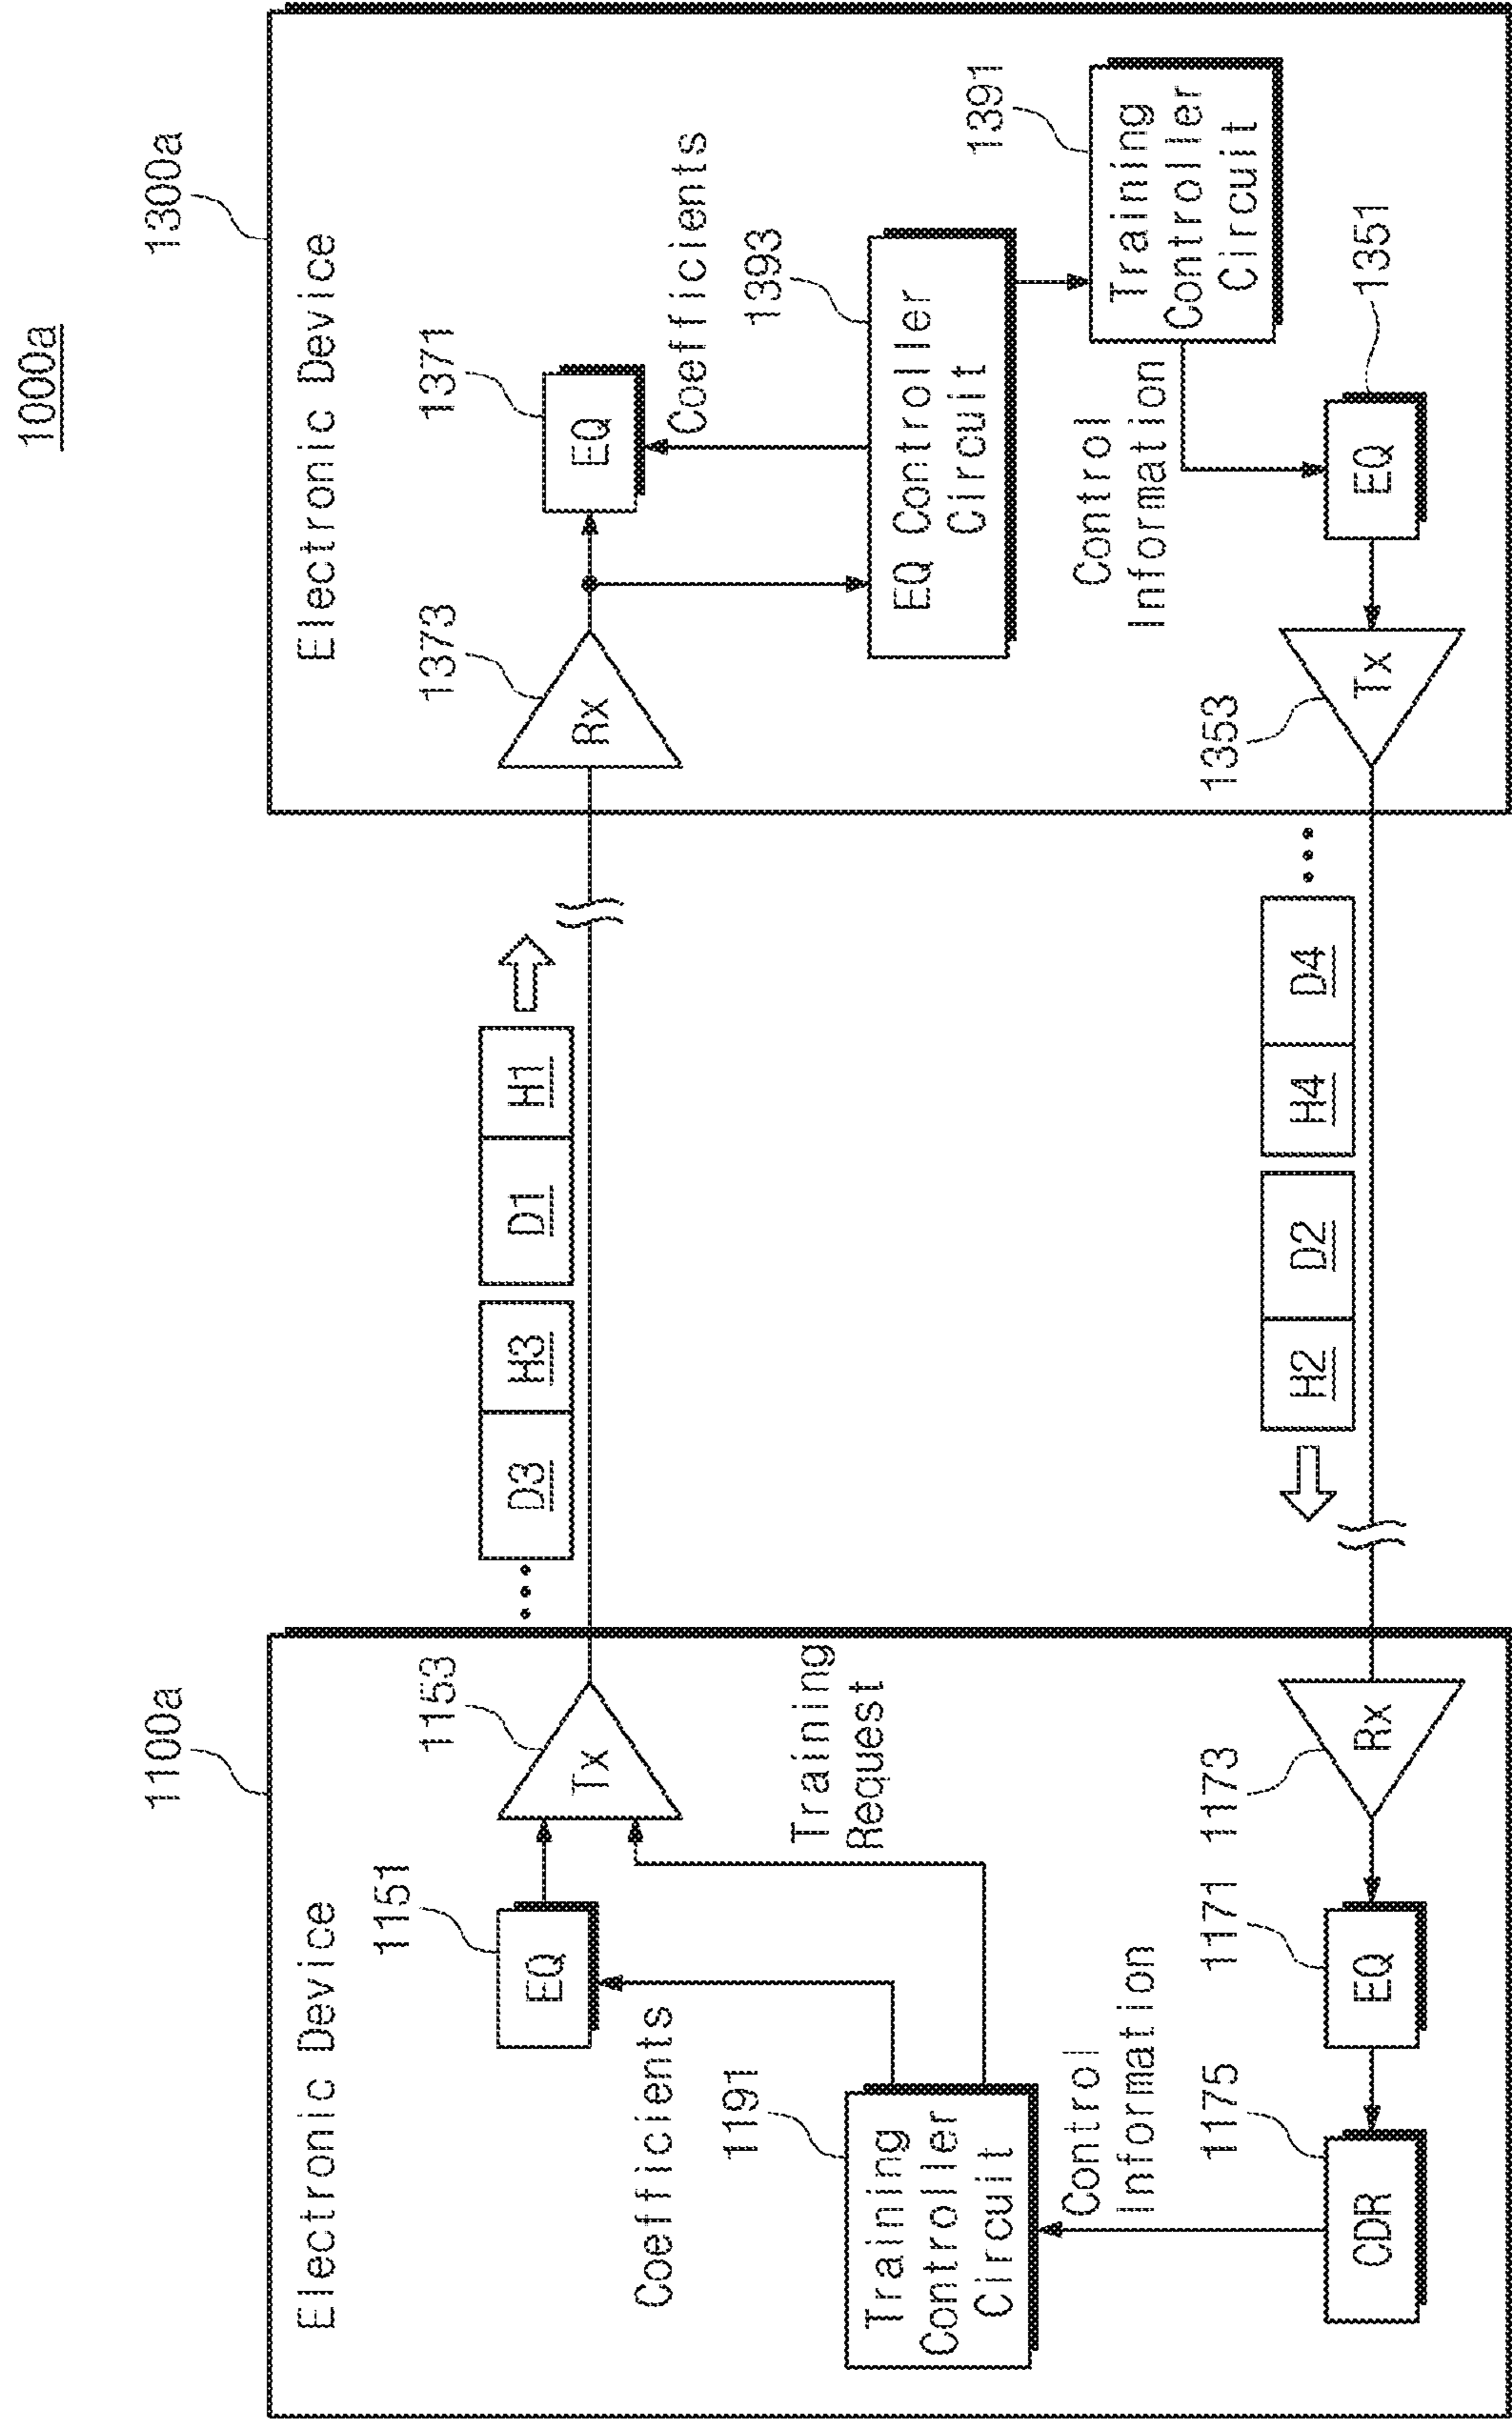 1000a
1100a
Electronic Device
1151
EQ
1153
Tx
Coefficients
1191
Training
Controller
Circuit
Training
Request
Control
Information
1175
CDR
1171
EQ
1173
Rx
... D3 H3 D1 H1
H2 D2 H4 D4 ...
1300a
Electronic Device
1373
Rx
1371
EQ
Coefficients
1393
EQ Controller
Circuit
1391
Training
Controller
Circuit
Control
Information
1353
Tx
1351
EQ